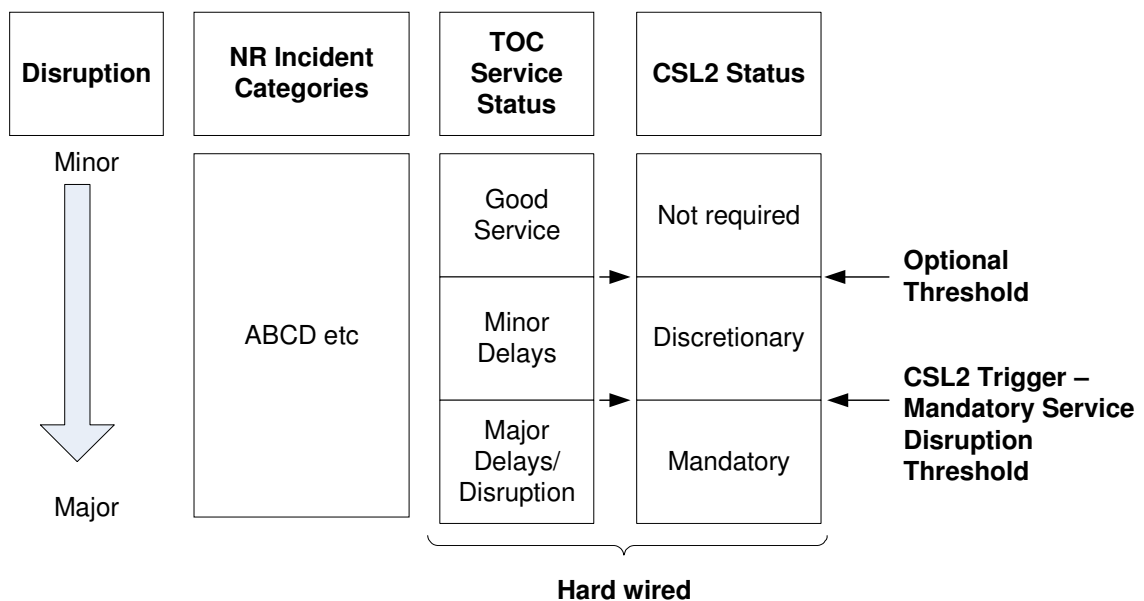 Disruption
NR Incident
Categories
TOC
Service
Status
CSL2 Status
Minor
Major
ABCD etc
Good
Service
Minor
Delays
Major
Delays/
Disruption
Not required
Discretionary
Mandatory
Optional
Threshold
CSL2 Trigger –
Mandatory Service
Disruption
Threshold
Hard wired